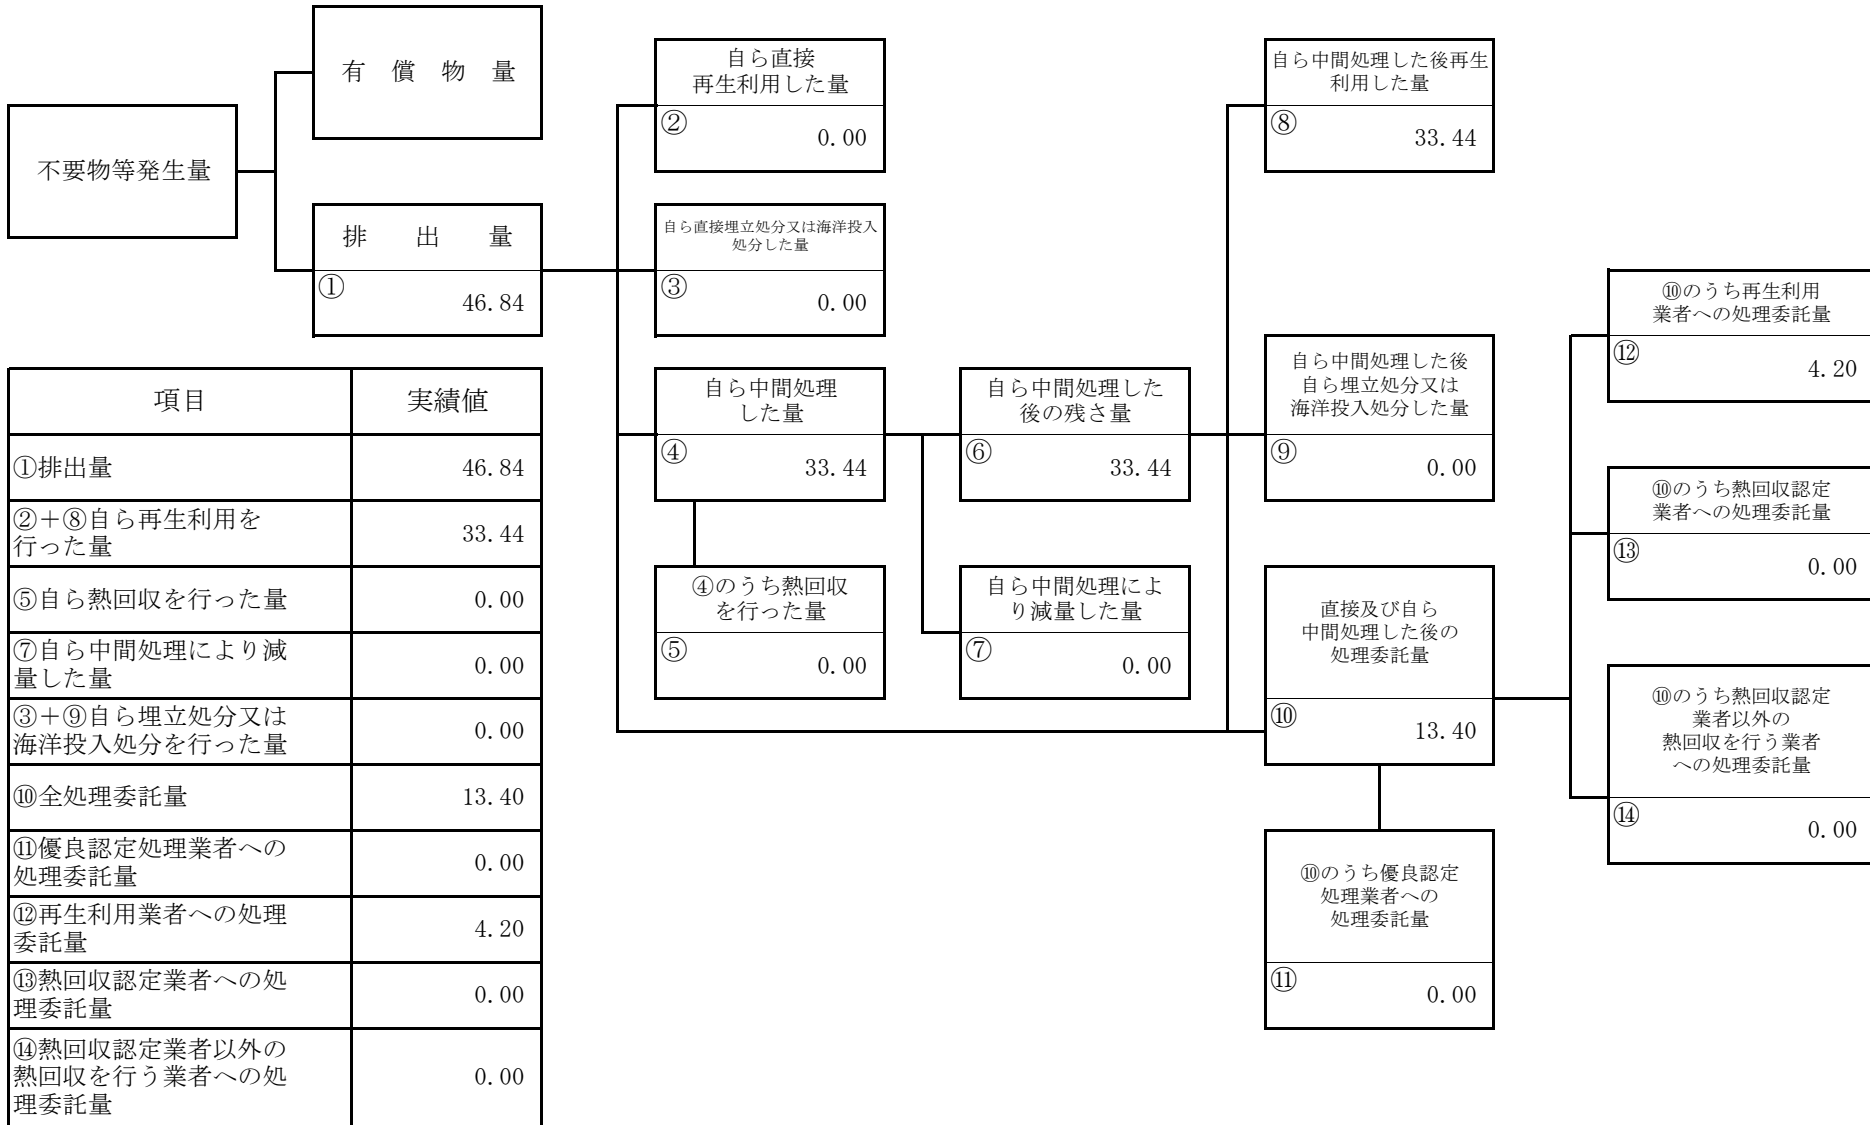 有償物量
不要物等発生量
排出量
①
46.84
自ら直接
再生利用した量
②
0.00
自ら直接埋立処分又は海洋投入
処分した量
③
0.00
自ら中間処理
した量
④
33.44
④のうち熱回収
を行った量
⑤
0.00
自ら中間処理した
後の残さ量
⑥
33.44
自ら中間処理によ
り減量した量
⑦
0.00
自ら中間処理した後再生
利用した量
⑧
33.44
自ら中間処理した後
自ら埋立処分又は
海洋投入処分した量
⑨
0.00
直接及び自ら
中間処理した後の
処理委託量
⑩
13.40
⑩のうち優良認定
処理業者への
処理委託量
⑪
0.00
⑩のうち再生利用
業者への処理委託量
⑫
4.20
⑩のうち熱回収認定
業者への処理委託量
⑬
0.00
⑩のうち熱回収認定
業者以外の
熱回収を行う業者
への処理委託量
⑭
0.00
項目 実績値
①排出量 46.84
②＋⑧自ら再生利用を
行った量 33.44
⑤自ら熱回収を行った量 0.00
⑦自ら中間処理により減
量した量 0.00
③＋⑨自ら埋立処分又は
海洋投入処分を行った量 0.00
⑩全処理委託量 13.40
⑪優良認定処理業者への
処理委託量 0.00
⑫再生利用業者への処理
委託量 4.20
⑬熱回収認定業者への処
理委託量 0.00
⑭熱回収認定業者以外の
熱回収を行う業者への処
理委託量 0.00